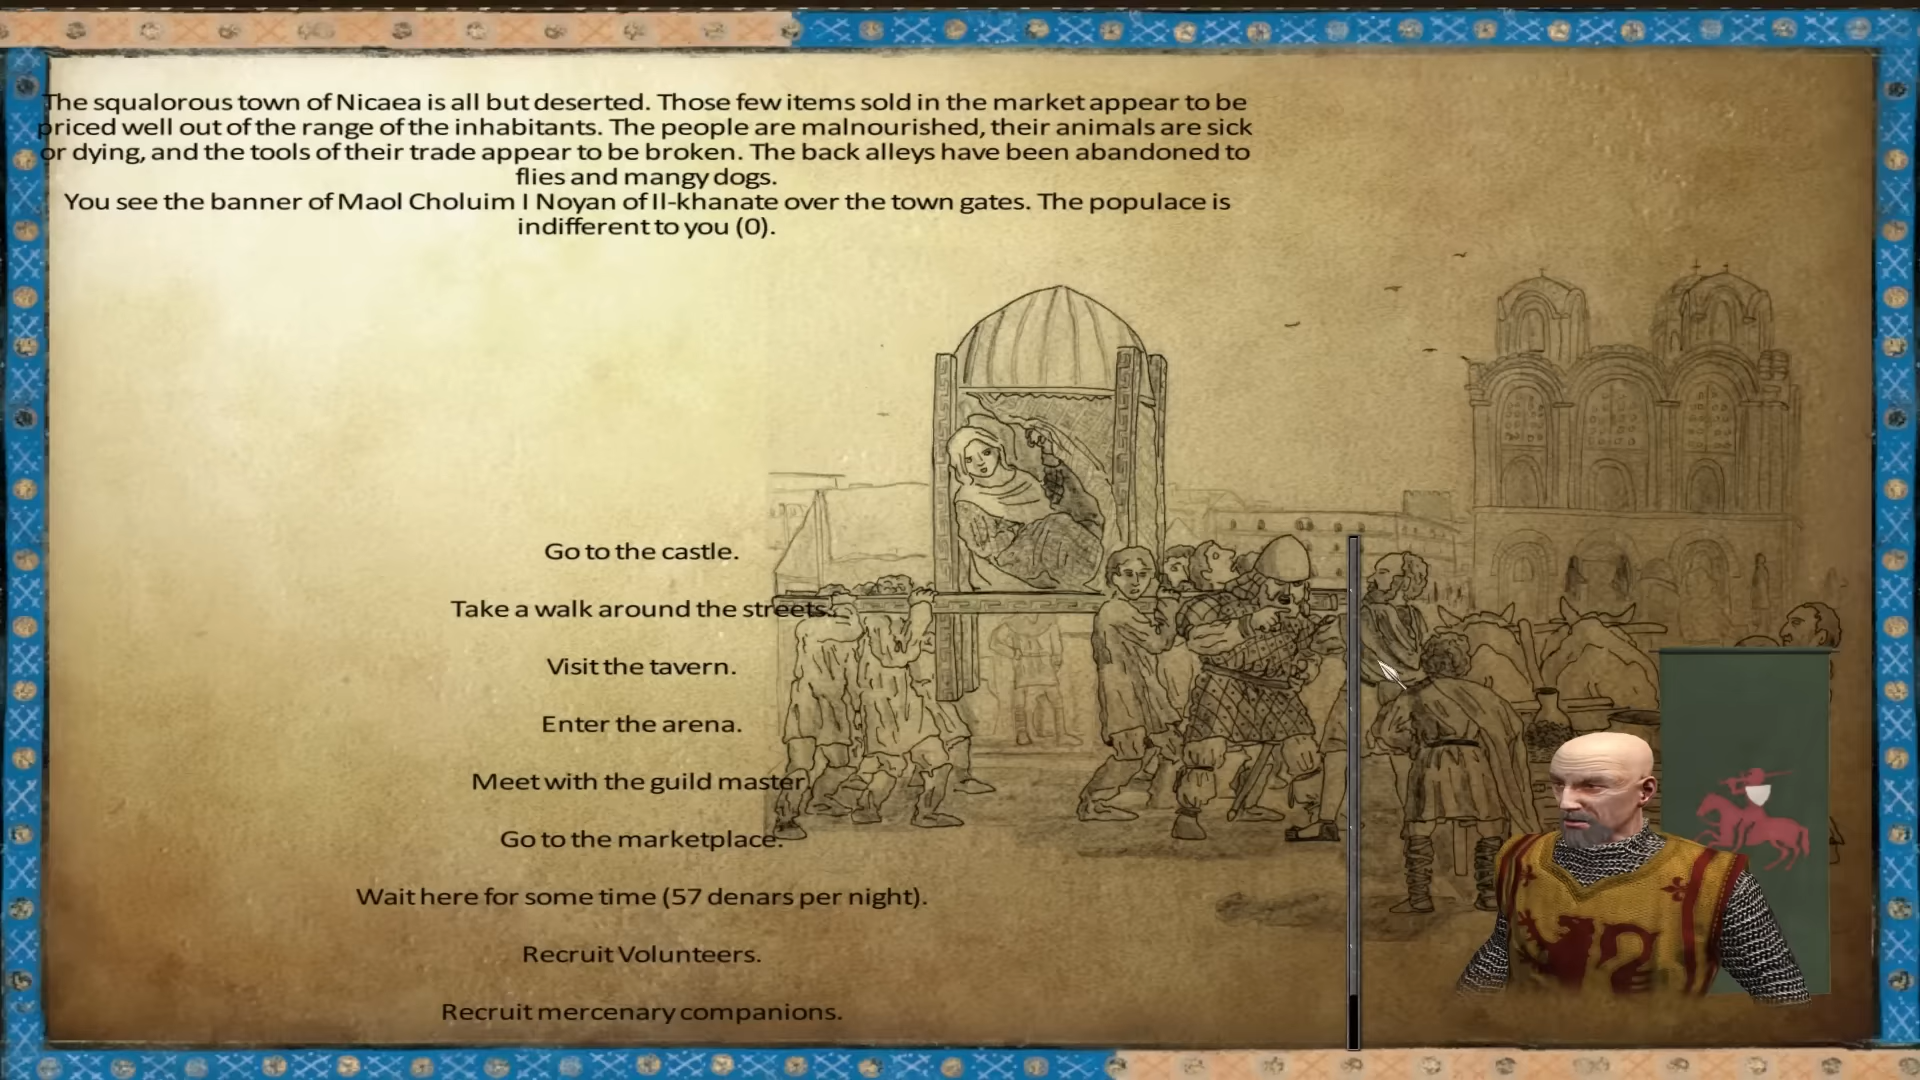 The squalorous town of Nicaea is all but deserted. Those few items sold in the market appear to be
priced well out of the range of the inhabitants. The people are malnourished, their animals are sick
or dying, and the tools of their trade appear to be broken. The back alleys have been abandoned to
flies and mangy dogs.
You see the banner of Maol Choluim I Noyan of Il-khanate over the town gates. The populace is
indifferent to you (0).
Go to the castle.
Take a walk around the streets.
Visit the tavern.
Enter the arena.
Meet with the guild master.
Go to the marketplace.
Wait here for some time (57 denars per night).
Recruit Volunteers.
Recruit mercenary companions.